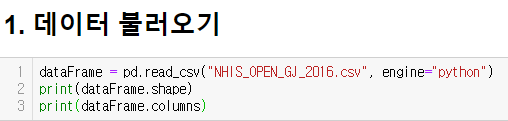 1. 데이터 불러오기
1 dataFrame = pd.read_csv("NHIS_OPEN_GJ_2016.csv", engine="python")
2 print(dataFrame.shape)
3 print(dataFrame.columns)